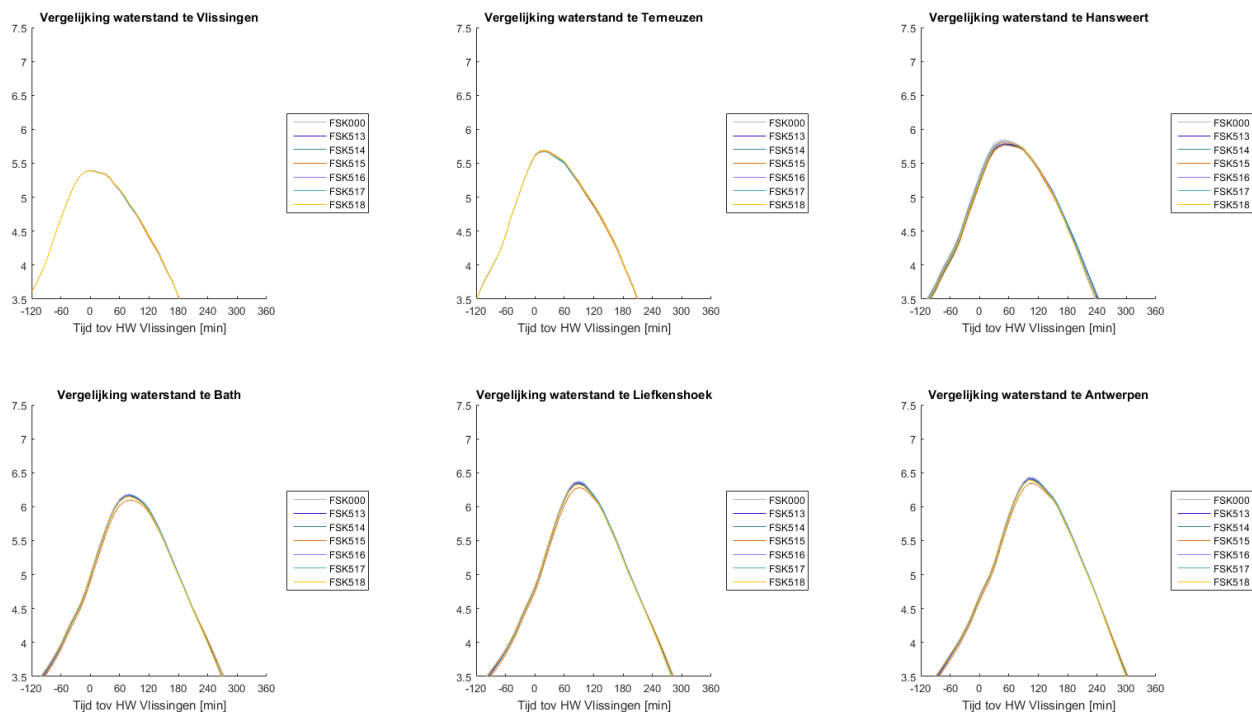 Vergelijking waterstand te Vlissingen
7.5
7
6.5
6
5.5
5
4.5
4
3.5
-120 -60 0 60 120 180 240 300 360
Tijd tov HW Vlissingen [min]
FSK000
FSK513
FSK514
FSK515
FSK516
FSK517
FSK518
Vergelijking waterstand te Terneuzen
7.5
7
6.5
6
5.5
5
4.5
4
3.5
-120 -60 0 60 120 180 240 300 360
Tijd tov HW Vlissingen [min]
FSK000
FSK513
FSK514
FSK515
FSK516
FSK517
FSK518
Vergelijking waterstand te Hansweert
7.5
7
6.5
6
5.5
5
4.5
4
3.5
-120 -60 0 60 120 180 240 300 360
Tijd tov HW Vlissingen [min]
FSK000
FSK513
FSK514
FSK515
FSK516
FSK517
FSK518
Vergelijking waterstand te Bath
7.5
7
6.5
6
5.5
5
4.5
4
3.5
-120 -60 0 60 120 180 240 300 360
Tijd tov HW Vlissingen [min]
FSK000
FSK513
FSK514
FSK515
FSK516
FSK517
FSK518
Vergelijking waterstand te Liefkenshoek
7.5
7
6.5
6
5.5
5
4.5
4
3.5
-120 -60 0 60 120 180 240 300 360
Tijd tov HW Vlissingen [min]
FSK000
FSK513
FSK514
FSK515
FSK516
FSK517
FSK518
Vergelijking waterstand te Antwerpen
7.5
7
6.5
6
5.5
5
4.5
4
3.5
-120 -60 0 60 120 180 240 300 360
Tijd tov HW Vlissingen [min]
FSK000
FSK513
FSK514
FSK515
FSK516
FSK517
FSK518